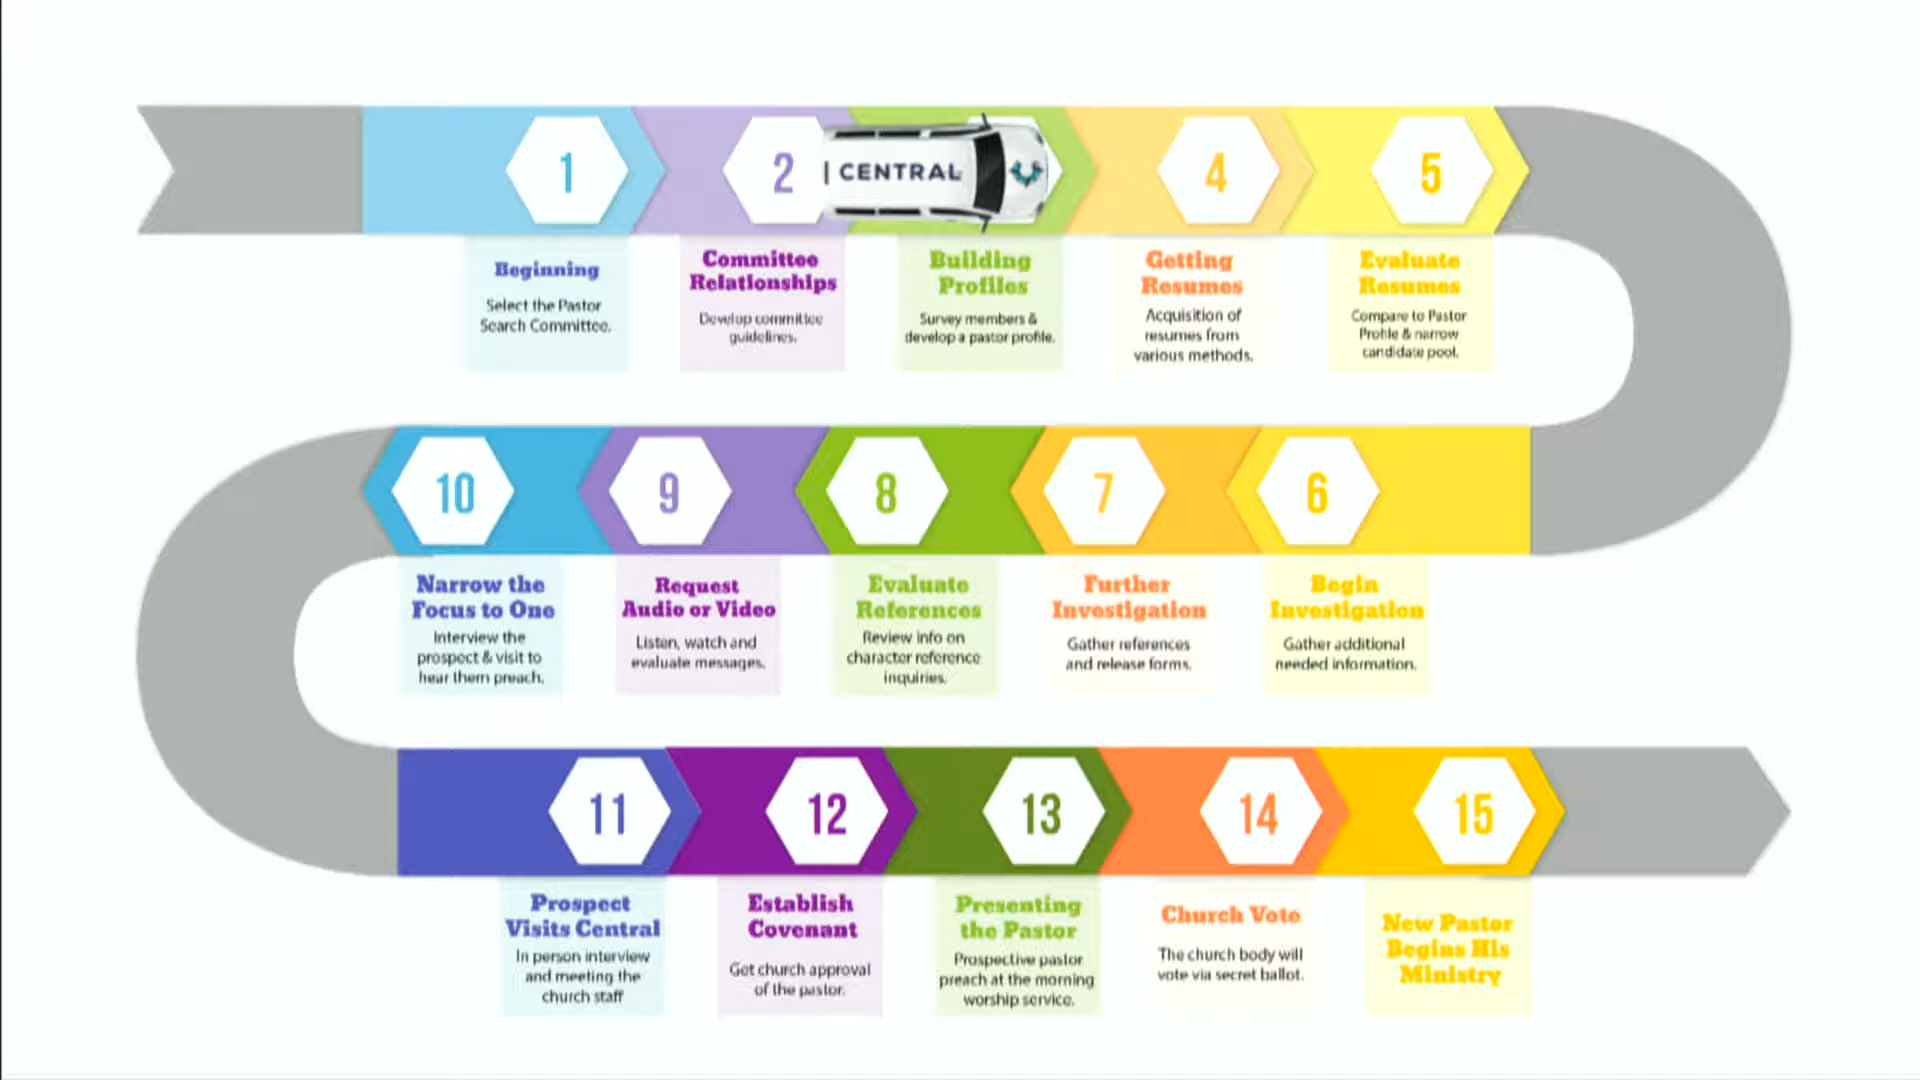 1
2
| CENTRAL
4
5
Beginning
Select the Pastor
Search Committee.
Committee
Relationships
Develop committee
guidelines.
Building
Profiles
Survey members &
develop a pastor profile.
Getting
Resumes
Acquisition of
resumes from
various methods.
Evaluate
Resumes
Compare to Pastor
Profile & narrow
candidate pool.
6
Begin
Investigation
Gather additional
needed information.
7
Further
Investigation
Gather references
and release forms.
8
Evaluate
References
Review info on
character reference
inquiries.
9
Request
Audio or Video
Listen, watch and
evaluate messages.
10
Narrow the
Focus to One
Interview the
prospect & visit to
hear them preach.
11
Prospect
Visits Central
In person interview
and meeting the
church staff
12
Establish
Covenant
Get church approval
of the pastor.
13
Presenting
the Pastor
Prospective pastor
preach at the morning
worship service.
14
Church Vote
The church body will
vote via secret ballot.
15
New Pastor
Begins His
Ministry